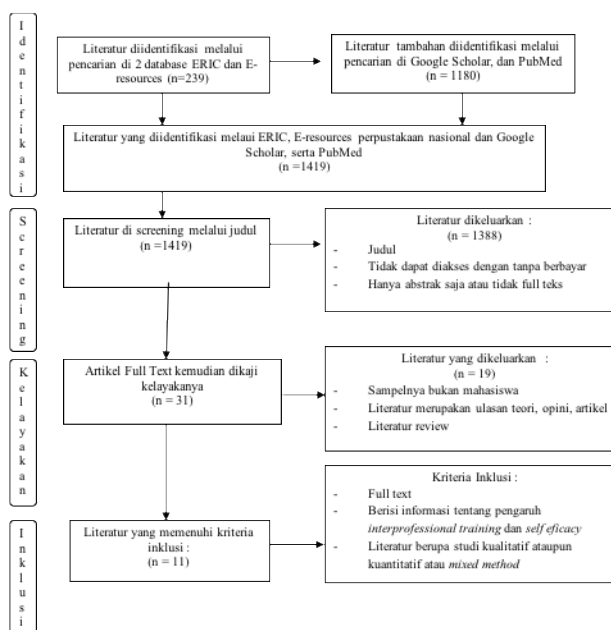 Identifikasi
Literatur diidentifikasi melalui
pencarian di 2 database ERIC dan E-
resources (n=239)
Literatur tambahan diidentifikasi melalui
pencarian di Google Scholar, dan PubMed
(n = 1180)
Literatur yang diidentifikasi melaui ERIC, E-resources perpustakaan nasional dan Google
Scholar, serta PubMed
(n =1419)
Screening
Literatur di screening melalui judul
(n =1419)
Literatur dikeluarkan :
(n = 1388)
- Judul
- Tidak dapat diakses dengan tanpa berbayar
- Hanya abstrak saja atau tidak full teks
Kelayakan
Artikel Full Text kemudian dikaji
kelayakanya
(n = 31)
Literatur yang dikeluarkan :
(n = 19)
- Sampelnya bukan mahasiswa
- Literatur merupakan ulasan teori, opini, artikel
- Literatur review
Inklusi
Literatur yang memenuhi kriteria
inklusi :
(n = 11)
Kriteria Inklusi :
- Full text
- Berisi informasi tentang pengaruh
interprofessional training dan self eficacy
- Literatur berupa studi kualitatif ataupun
kuantitatif atau mixed method